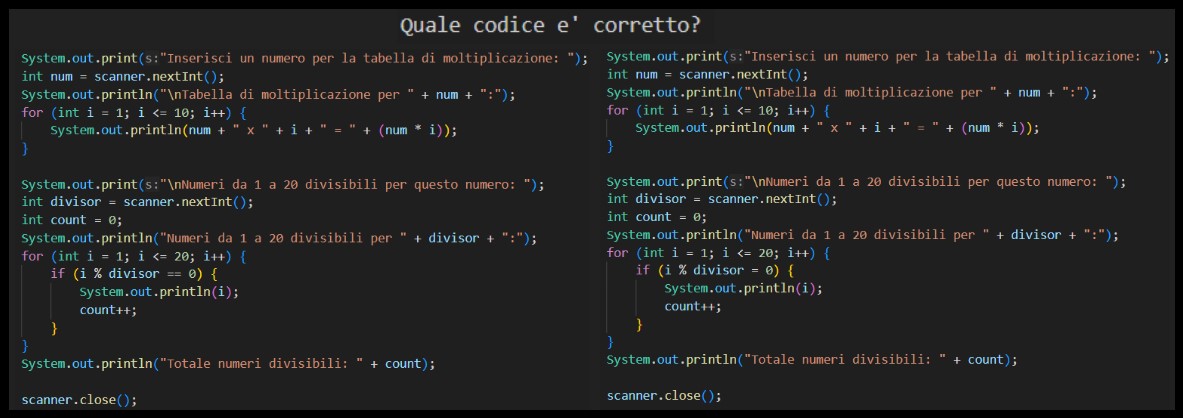 Quale codice e' corretto?
System.out.print(s:"Inserisci un numero per la tabella di moltiplicazione: ");
int num = scanner.nextInt();
System.out.println("\nTabella di moltiplicazione per " + num + ":");
for (int i = 1; i <= 10; i++) {
System.out.println(num + " x " + i + " = " + (num * i));
}
System.out.print(s:"\nNumeri da 1 a 20 divisibili per questo numero: ");
int divisor = scanner.nextInt();
int count = 0;
System.out.println("Numeri da 1 a 20 divisibili per " + divisor + ":");
for (int i = 1; i <= 20; i++) {
if (i % divisor == 0) {
System.out.println(i);
count++;
}
}
System.out.println("Totale numeri divisibili: " + count);
scanner.close();
System.out.print(s:"Inserisci un numero per la tabella di moltiplicazione: ");
int num = scanner.nextInt();
System.out.println("\nTabella di moltiplicazione per " + num + ":");
for (int i = 1; i <= 10; i++) {
System.out.println(num + " x " + i + " = " + (num * i));
}
System.out.print(s:"\nNumeri da 1 a 20 divisibili per questo numero: ");
int divisor = scanner.nextInt();
int count = 0;
System.out.println("Numeri da 1 a 20 divisibili per " + divisor + ":");
for (int i = 1; i <= 20; i++) {
if (i % divisor = 0) {
System.out.println(i);
count++;
}
}
System.out.println("Totale numeri divisibili: " + count);
scanner.close();